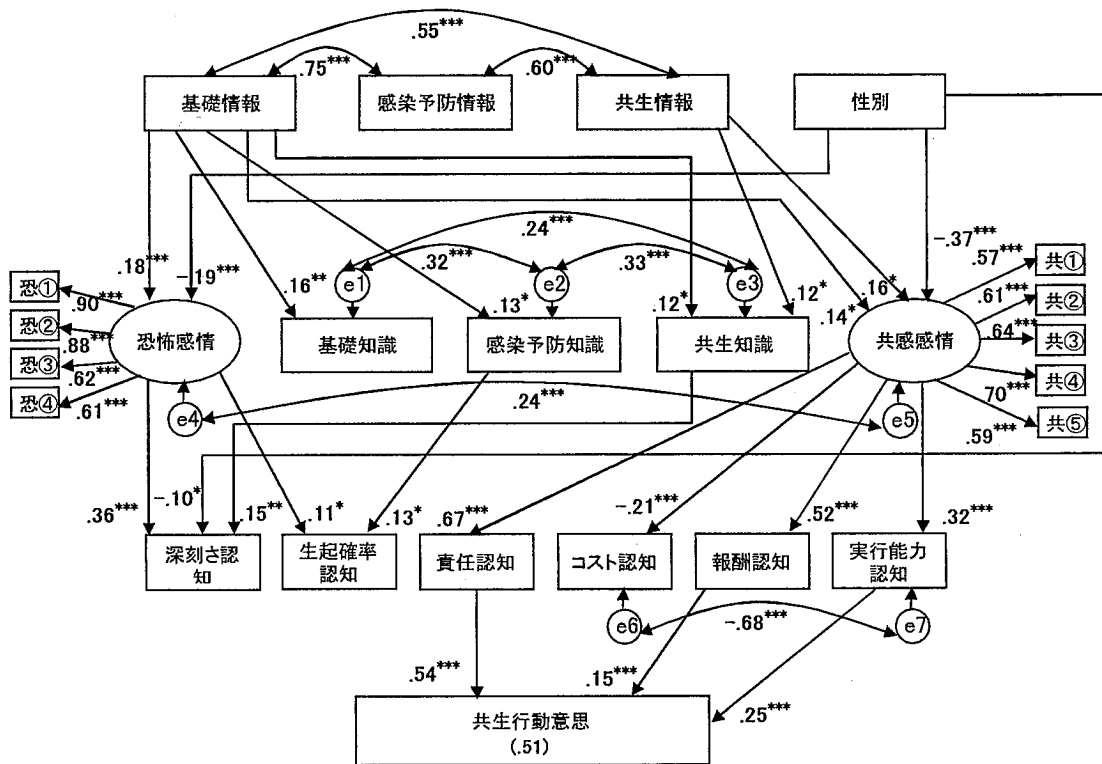 .55***
.75***
.60***
基礎情報
感染予防情報
共生情報
性別
.24***
-.37***
.57***
共①
.18***
-.19***
.32***
.33***
.16*
恐①
.90***
.16**
e1
e2
e3
.61***
共②
.13*
.12*
.12*
.14*
恐②
.88***
恐怖感情
基礎知識
感染予防知識
共生知識
共感感情
.64***
共③
恐③
.62***
共④
恐④
.61***
e4
.24***
e5
70***
共⑤
.59***
-.10*
.36***
.15**
.11*
.13*
.67***
-.21***
.52***
.32***
深刻さ認
知
生起確率
認知
責任認知
コスト認知
報酬認知
実行能力
認知
e6
-.68***
e7
.54***
.15***
.25***
共生行動意思
(.51)